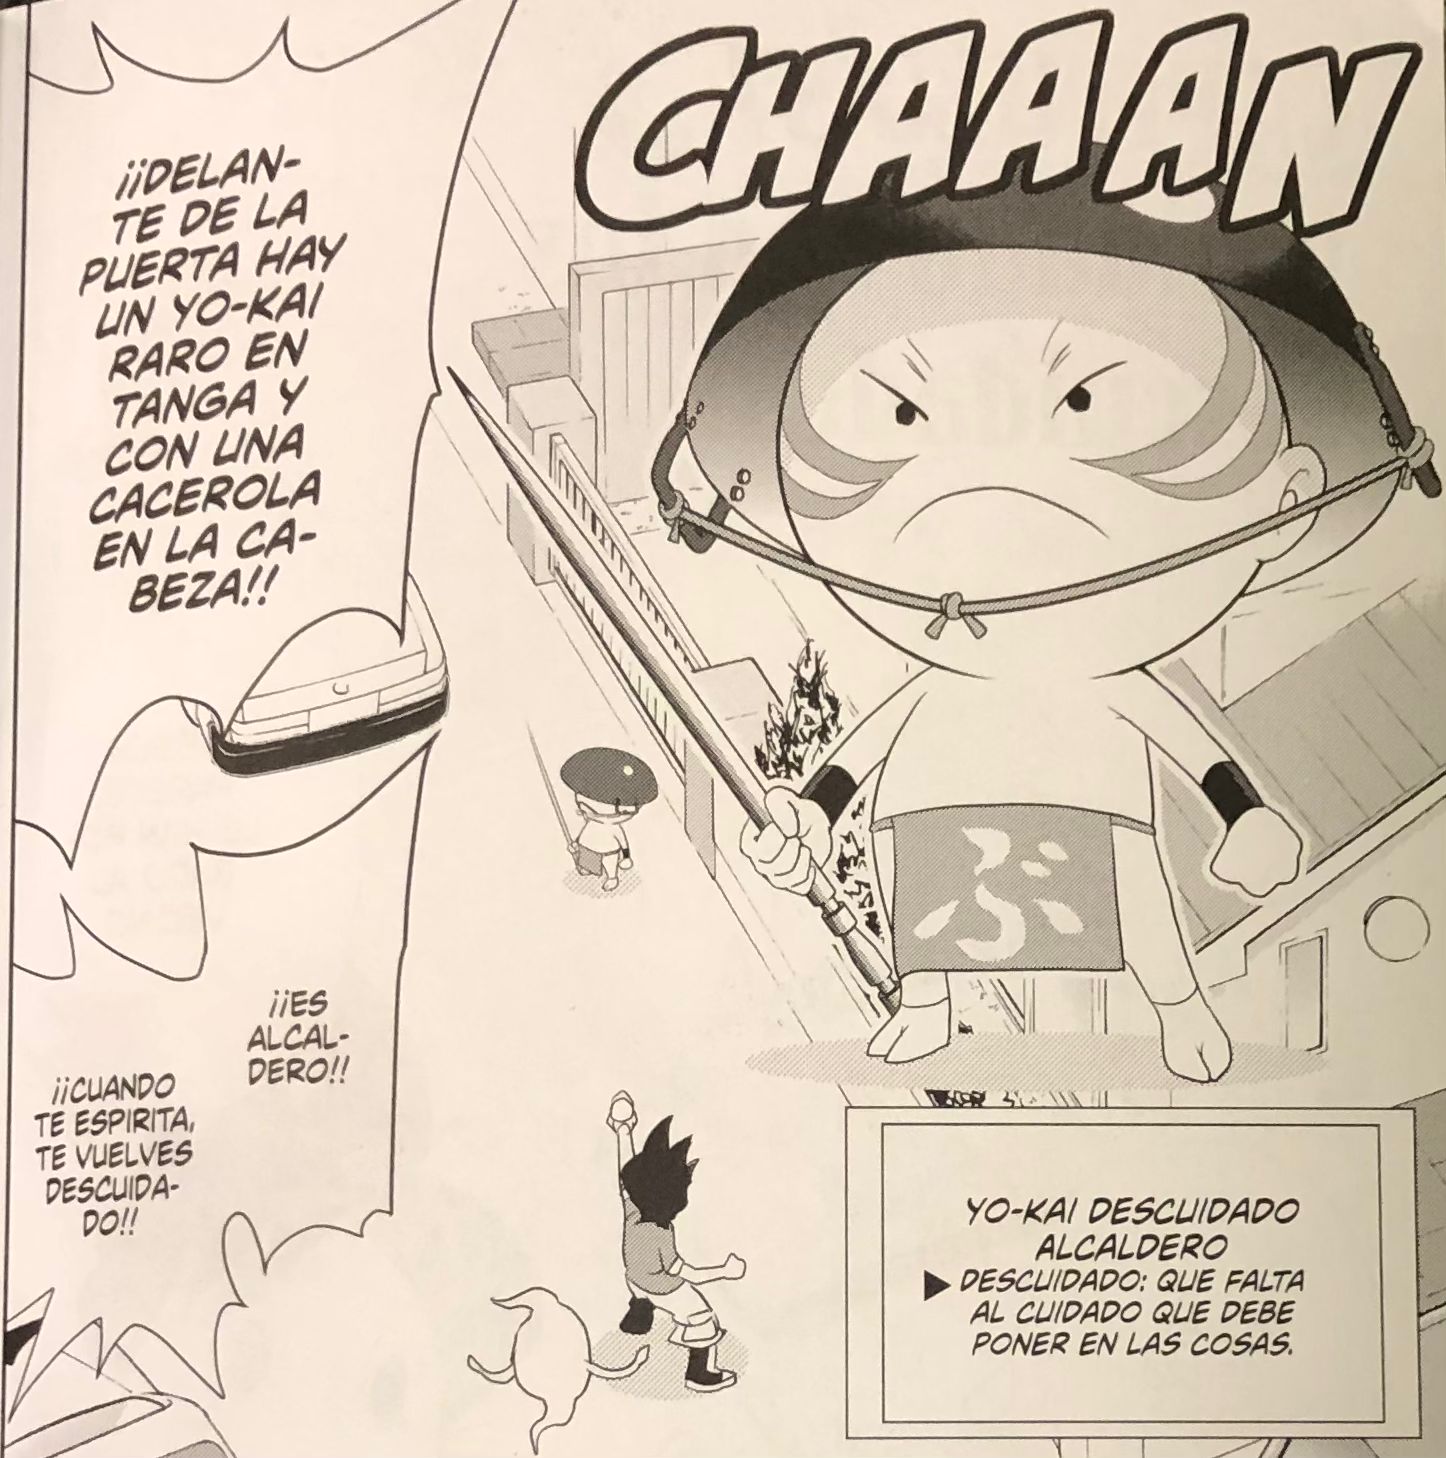 ¡¡DELAN-
TE DE LA
PUERTA HAY
UN YO-KAI
RARO EN
TANGA Y
CON UNA
CACEROLA
EN LA CA-
BEZA!!
CHAAAN
ぶ
¡¡ES
ALCAL-
DERO!!
¡¡CUANDO
TE ESPIRITA,
TE VUELVES
DESCUIDA-
DO!!
YO-KAI DESCUIDADO
ALCALDERO
▶ DESCUIDADO: QUE FALTA
AL CUIDADO QUE DEBE
PONER EN LAS COSAS.